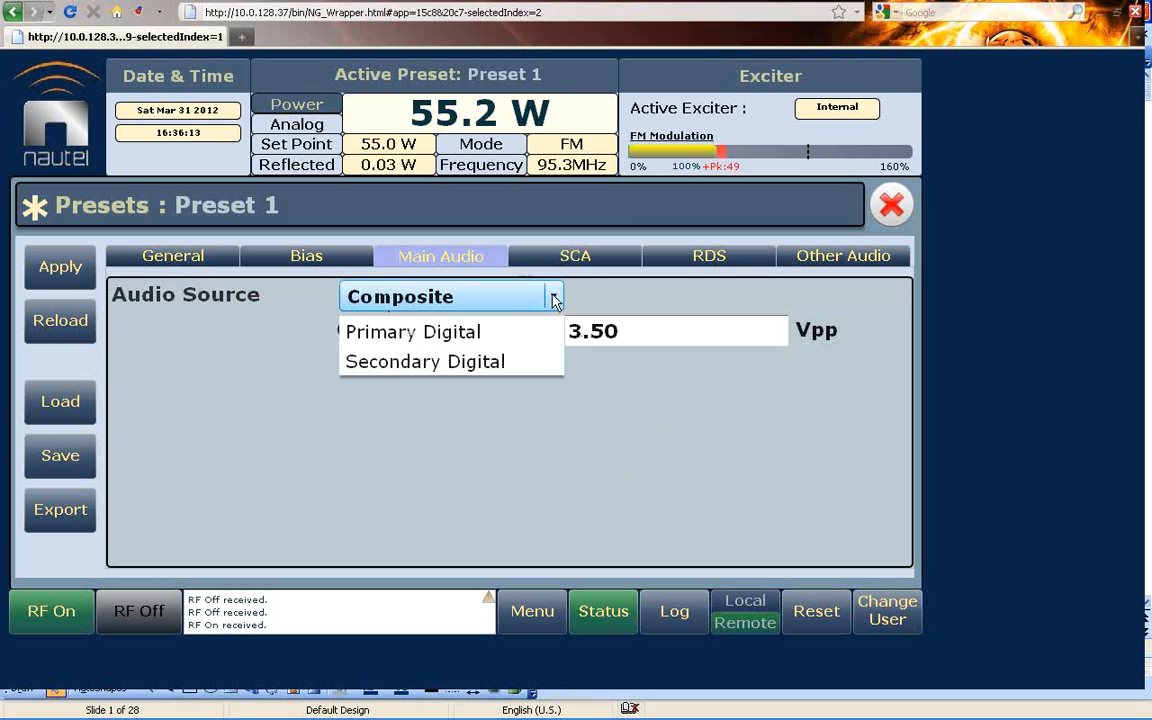 http://10.0.128.37/bin/NG_Wrapper.html#app=15c8%20c7-selectedIndex=2
Google
http://10.0.128.3...9-selectedIndex=1
nautel
Date & Time
Sat Mar 31 2012
16:36:13
Active Preset: Preset 1
Power
Analog
55.2 W
Set Point
55.0 W
Mode
FM
Reflected
0.03 W
Frequency
95.3MHz
Exciter
Active Exciter :
Internal
FM Modulation
0%
100%
+Pk:49
160%
Presets : Preset 1
Apply
Reload
Load
Save
Export
General
Bias
Main Audio
SCA
RDS
Other Audio
Audio Source
Composite
Primary Digital
Secondary Digital
3.50
Vpp
RF On
RF Off
RF Off received.
RF Off received.
RF On received.
Menu
Status
Log
Local
Remote
Reset
Change
User
Slide 1 of 28
Default Design
English (U.S.)